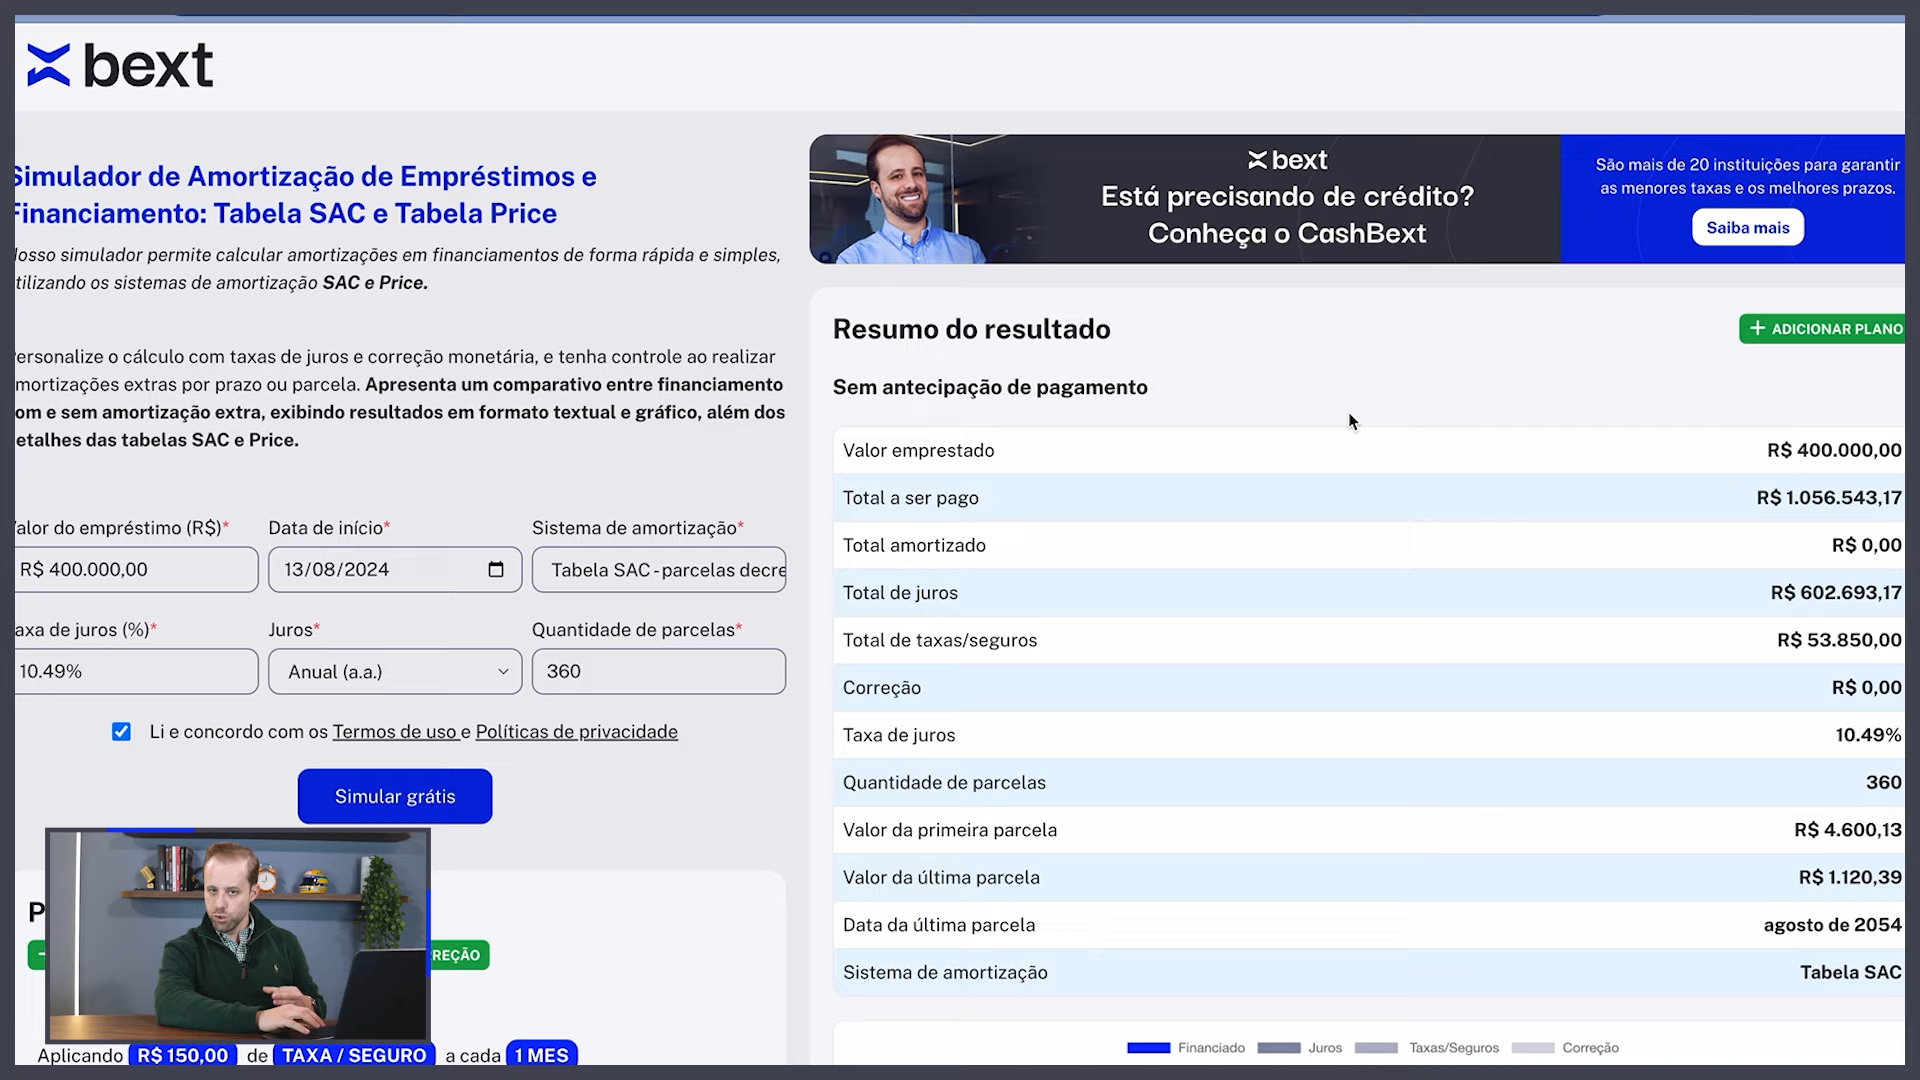 bext
Simulador de Amortização de Empréstimos e
Financiamento: Tabela SAC e Tabela Price
osso simulador permite calcular amortizações em financiamentos de forma rápida e simples,
tilizando os sistemas de amortização SAC e Price.
ersonalize o cálculo com taxas de juros e correção monetária, e tenha controle ao realizar
mortizações extras por prazo ou parcela. Apresenta um comparativo entre financiamento
om e sem amortização extra, exibindo resultados em formato textual e gráfico, além dos
etalhes das tabelas SAC e Price.
alor do empréstimo (R$)* Data de início* Sistema de amortização*
R$ 400.000,00 13/08/2024 Tabela SAC - parcelas decre
axa de juros (%)* Juros* Quantidade de parcelas*
10.49% Anual (a.a.) 360
Li e concordo com os Termos de uso e Políticas de privacidade
Simular grátis
P
REÇÃO
Aplicando R$ 150,00 de TAXA / SEGURO a cada 1 MES
bext
Está precisando de crédito?
Conheça o CashBext
São mais de 20 instituições para garantir
as menores taxas e os melhores prazos.
Saiba mais
Resumo do resultado
+ ADICIONAR PLANO
Sem antecipação de pagamento
Valor emprestado R$ 400.000,00
Total a ser pago R$ 1.056.543,17
Total amortizado R$ 0,00
Total de juros R$ 602.693,17
Total de taxas/seguros R$ 53.850,00
Correção R$ 0,00
Taxa de juros 10.49%
Quantidade de parcelas 360
Valor da primeira parcela R$ 4.600,13
Valor da última parcela R$ 1.120,39
Data da última parcela agosto de 2054
Sistema de amortização Tabela SAC
Financiado Juros Taxas/Seguros Correção